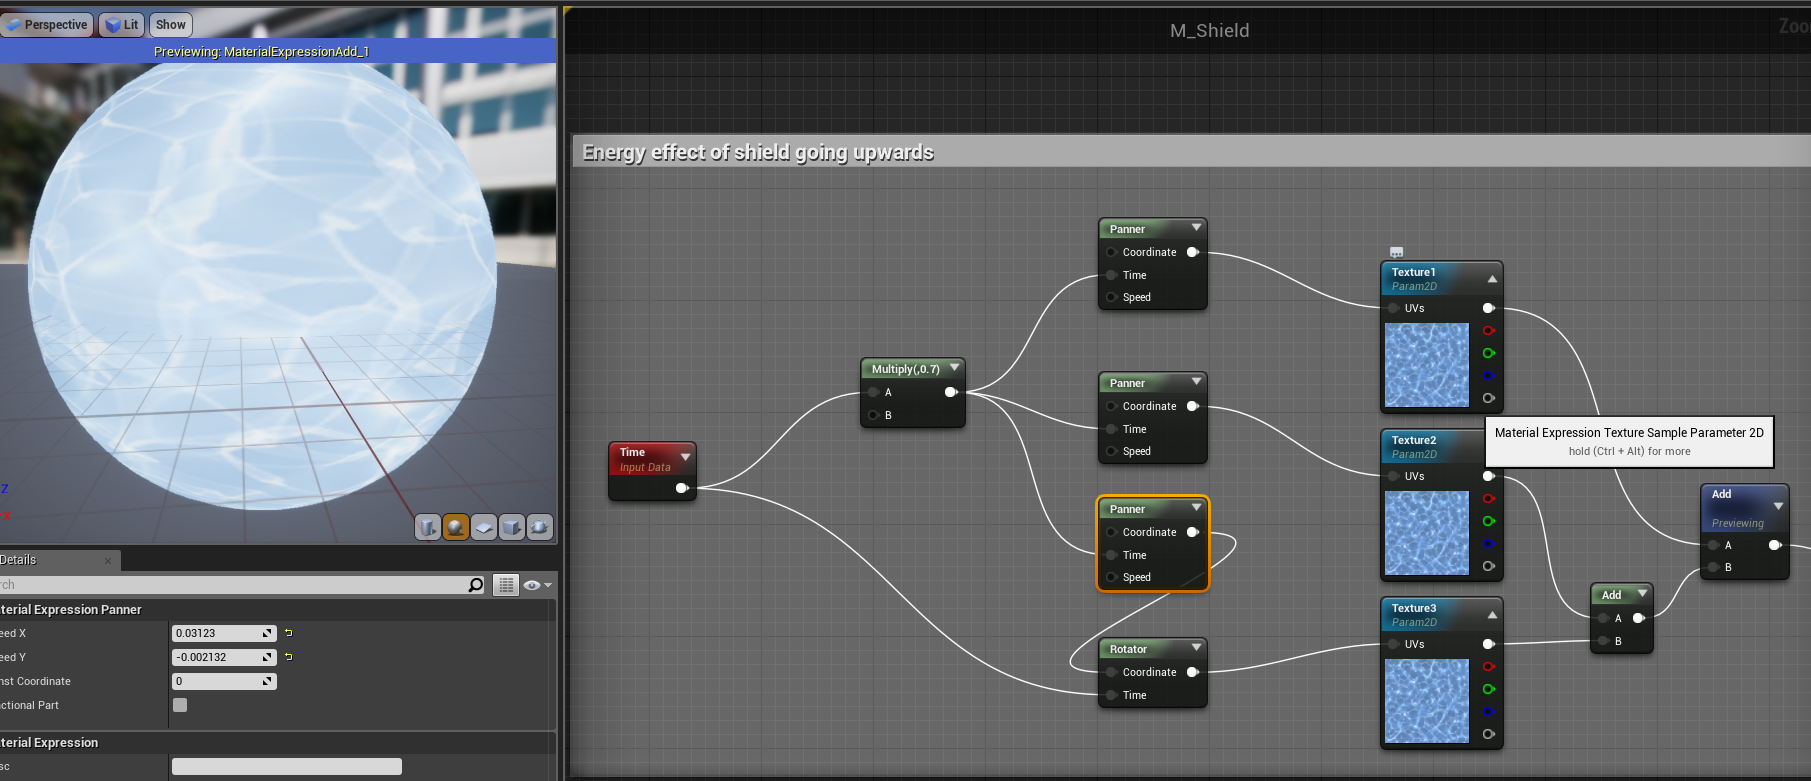 Perspective
Lit
Show
Previewing: MaterialExpressionAdd_1
Z
X
Details
rch
terial Expression Panner
eed X
0.03123
eed Y
-0.002132
nst Coordinate
0
ctional Part
terial Expression
sc
M_Shield
Zoo
Energy effect of shield going upwards
Time
Input Data
Multiply(,0.7)
A
B
Panner
Coordinate
Time
Speed
Panner
Coordinate
Time
Speed
Panner
Coordinate
Time
Speed
Rotator
Coordinate
Time
Texture1
Param2D
UVs
Material Expression Texture Sample Parameter 2D
hold (Ctrl + Alt) for more
Texture2
Param2D
UVs
Texture3
Param2D
UVs
Add
A
B
Add
Previewing
A
B